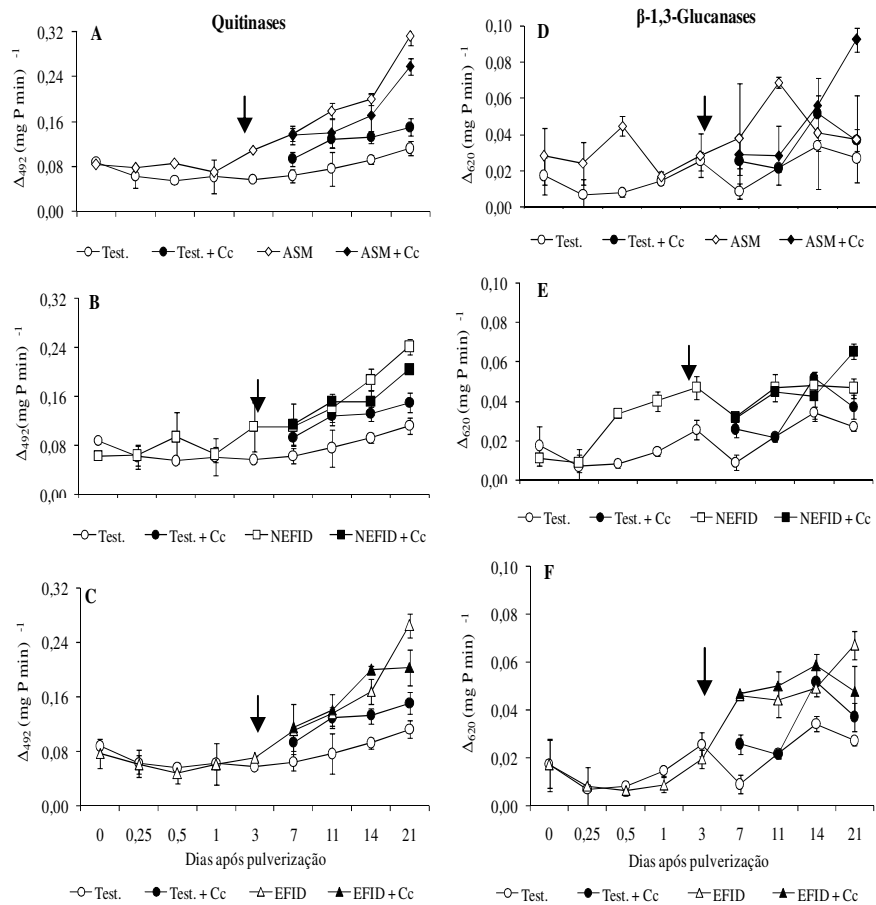 Quitinases
A
Δ492 (mg P min) -1
0,32
0,24
0,16
0,08
0,00
Test. Test. + Cc ASM ASM + Cc
β-1,3-Glucanases
D
Δ620 (mg P min) -1
0,10
0,08
0,06
0,04
0,02
0,00
Test. Test. + Cc ASM ASM + Cc
B
Δ492(mg P min) -1
0,32
0,24
0,16
0,08
0,00
Test. Test. + Cc NEFID NEFID + Cc
E
Δ620 (mg P min) -1
0,10
0,08
0,06
0,04
0,02
0,00
Test. Test. + Cc NEFID NEFID + Cc
C
Δ492 (mg P min) -1
0,32
0,24
0,16
0,08
0,00
0 0,25 0,5 1 3 7 11 14 21
Dias após pulverização
Test. Test. + Cc EFID EFID + Cc
F
Δ620 (mg P min) -1
0,10
0,08
0,06
0,04
0,02
0,00
0 0,25 0,5 1 3 7 11 14 21
Dias após pulverização
Test. Test. + Cc EFID EFID + Cc